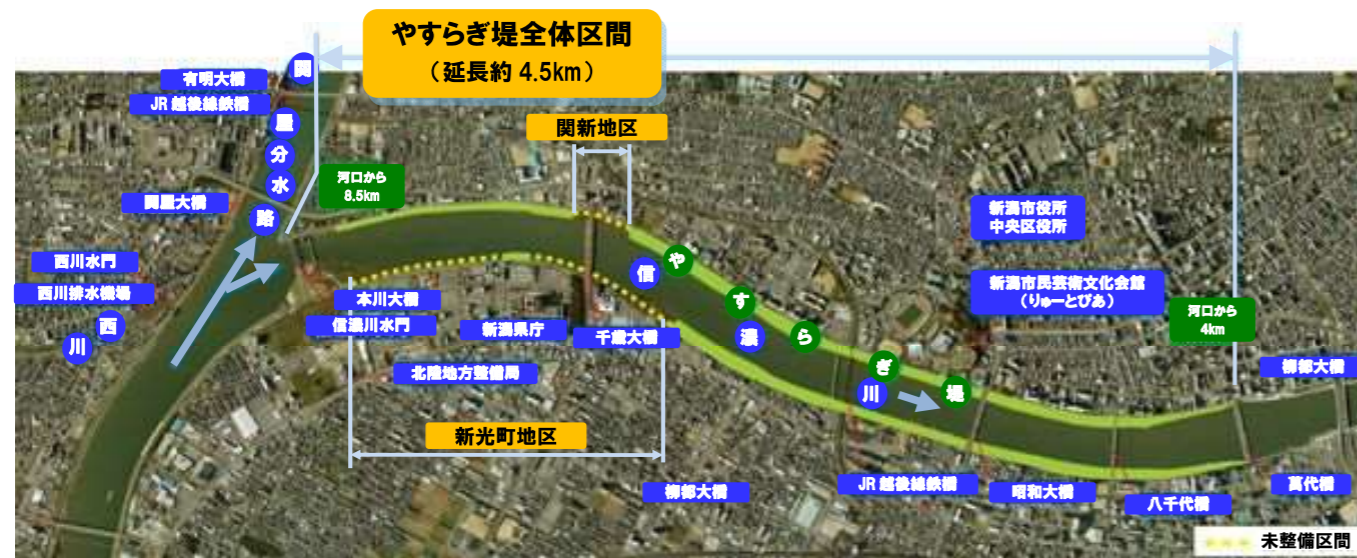 やすらぎ堤全体区間
（延長約 4.5km）
関屋分水路
有明大橋
JR 越後線鉄橋
関新地区
河口から
8.5km
関屋大橋
新潟市役所
中央区役所
西川水門
西川排水機場
西川
信濃川
やすらぎ堤
新潟市民芸術文化会館
（りゅーとぴあ）
河口から
4km
本川大橋
信濃川水門
新潟県庁
千歳大橋
北陸地方整備局
柳都大橋
新光町地区
柳都大橋
JR 越後線鉄橋
昭和大橋
八千代橋
萬代橋
未整備区間